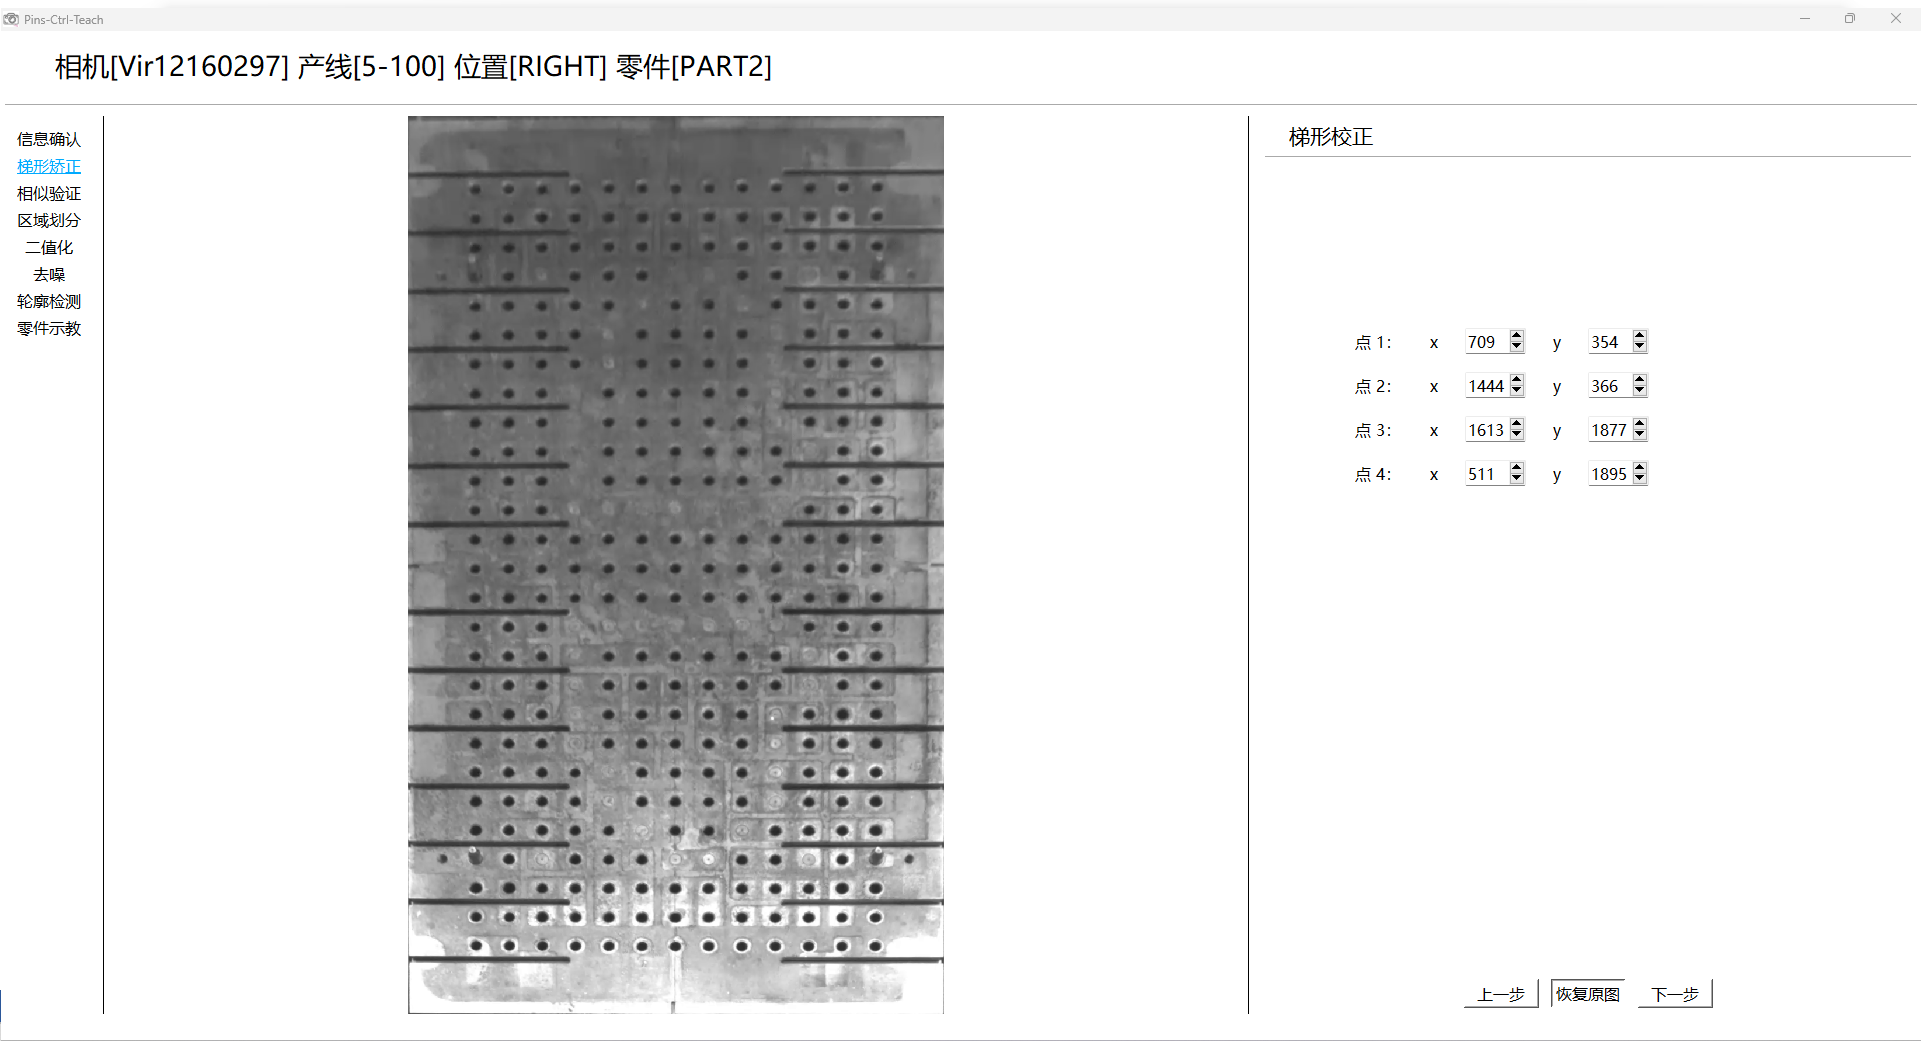 Pins-Ctrl-Teach
相机[Vir12160297] 产线[5-100] 位置[RIGHT] 零件[PART2]
信息确认
梯形矫正
相似验证
区域划分
二值化
去噪
轮廓检测
零件示教
梯形校正
点 1: x 709 y 354
点 2: x 1444 y 366
点 3: x 1613 y 1877
点 4: x 511 y 1895
上一步 恢复原图 下一步